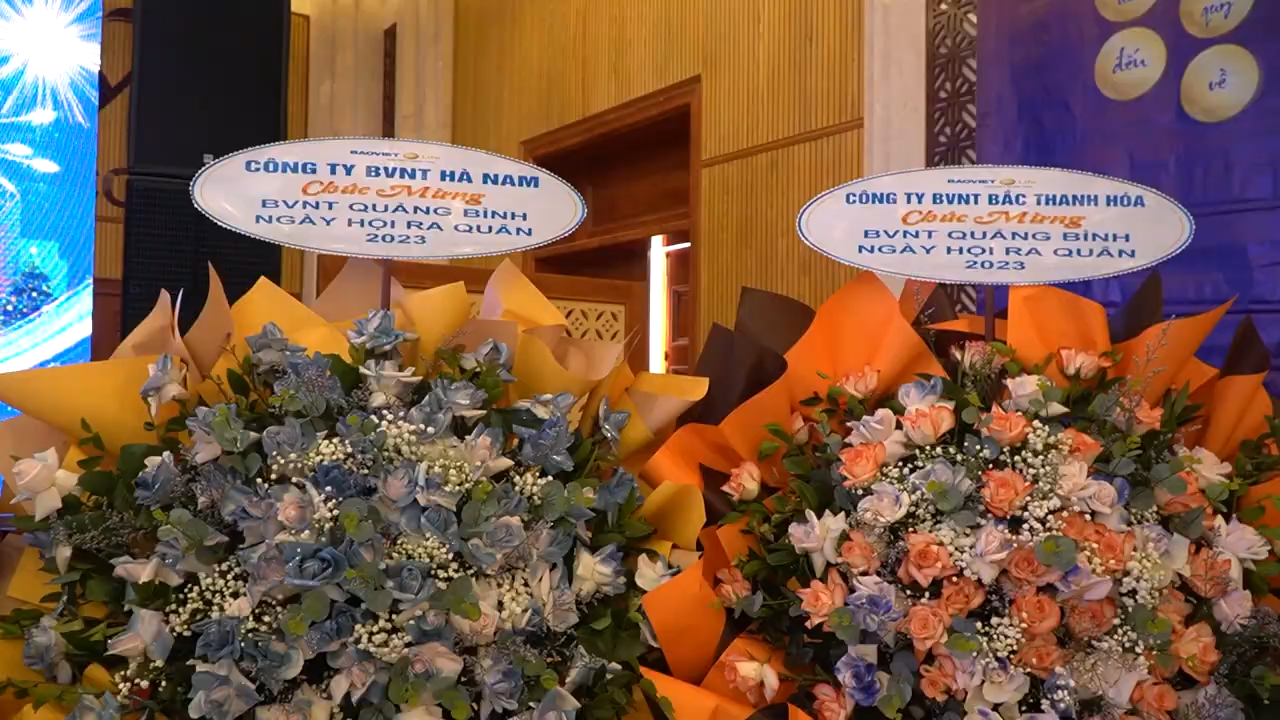 BAOVIET Life
CÔNG TY BVNT HÀ NAM
Chúc Mừng
BVNT QUẢNG BÌNH
NGÀY HỘI RA QUÂN
2023
BAOVIET Life
CÔNG TY BVNT BẮC THANH HÓA
Chúc Mừng
BVNT QUẢNG BÌNH
NGÀY HỘI RA QUÂN
2023
quý
đến
về